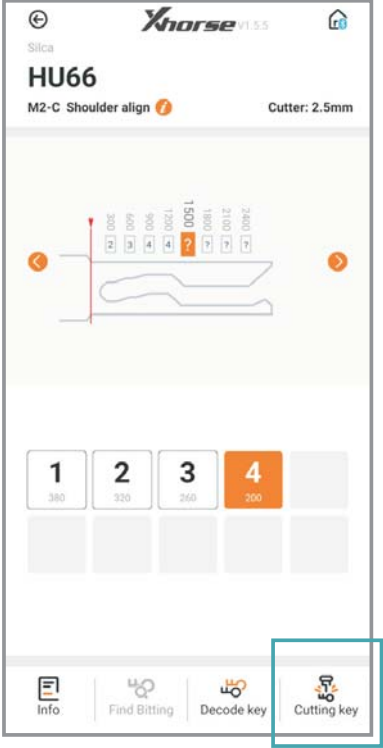 Xhorse V1.5.5
Silca
HU66
M2-C Shoulder align i Cutter: 2.5mm
300 600 900 1200 1500 1800 2100 2400
2 3 4 4 ? ? ? ?
1 2 3 4
380 320 260 200
Info Find Bitting Decode key Cutting key